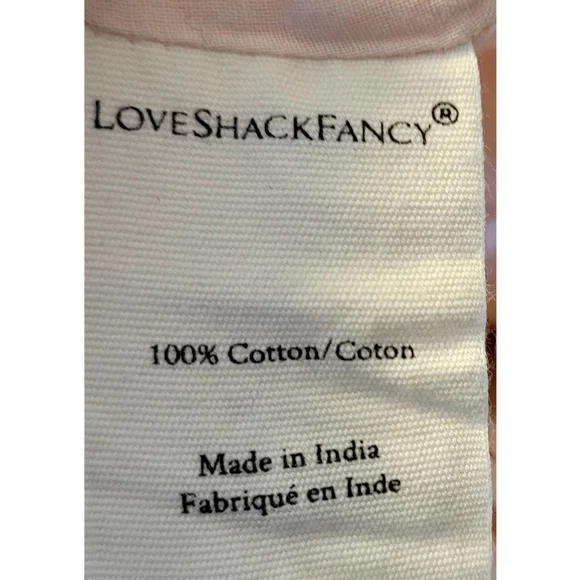 LOVESHACKFANCY®
100% Cotton/Coton
Made in India
Fabriqué en Inde